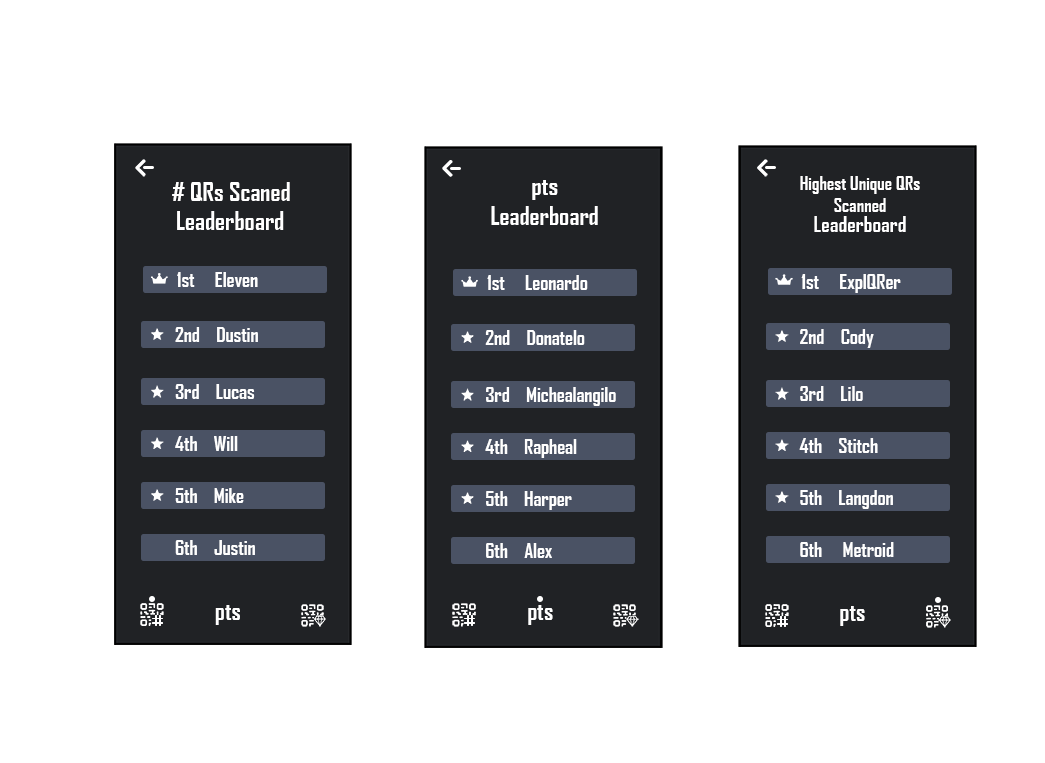 # QRs Scaned
Leaderboard
1st Eleven
2nd Dustin
3rd Lucas
4th Will
5th Mike
6th Justin
pts
pts
Leaderboard
1st Leonardo
2nd Donatelo
3rd Michealangilo
4th Rapheal
5th Harper
6th Alex
pts
Highest Unique QRs
Scanned
Leaderboard
1st ExplQRer
2nd Cody
3rd Lilo
4th Stitch
5th Langdon
6th Metroid
pts